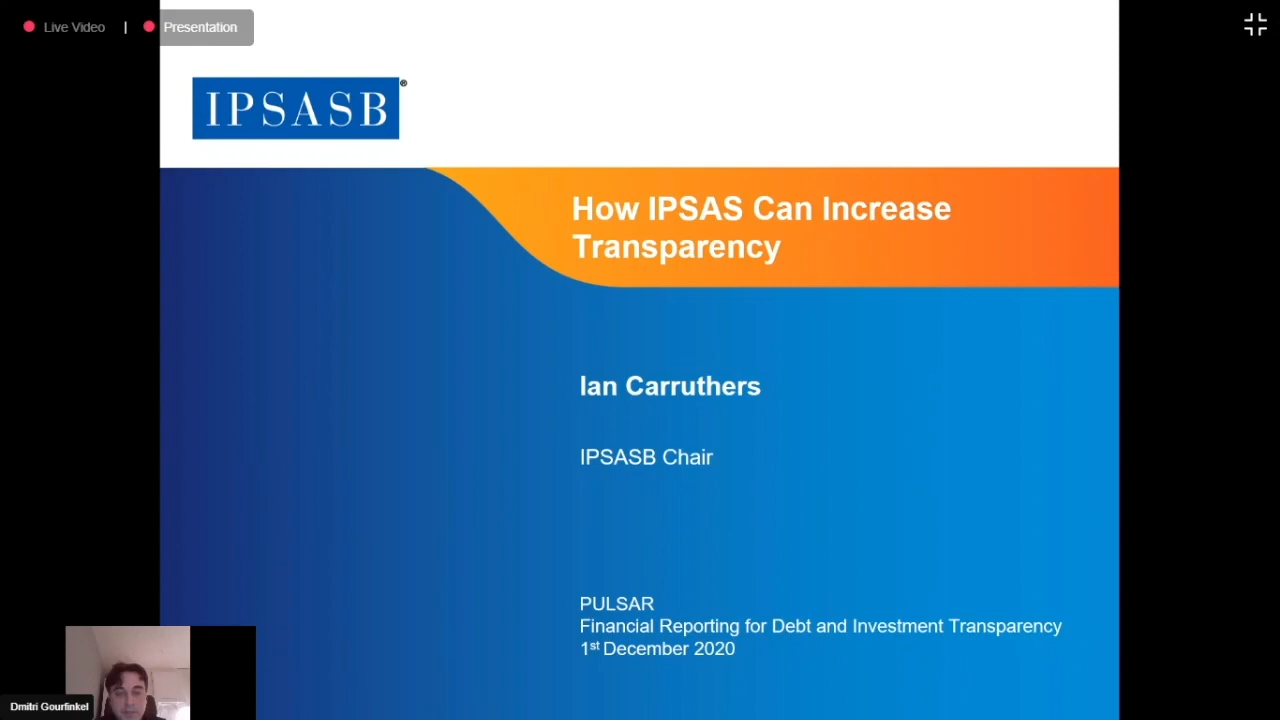 Live Video | Presentation
IPSASB®
How IPSAS Can Increase
Transparency
Ian Carruthers
IPSASB Chair
PULSAR
Financial Reporting for Debt and Investment Transparency
1st December 2020
Dmitri Gourfinkel